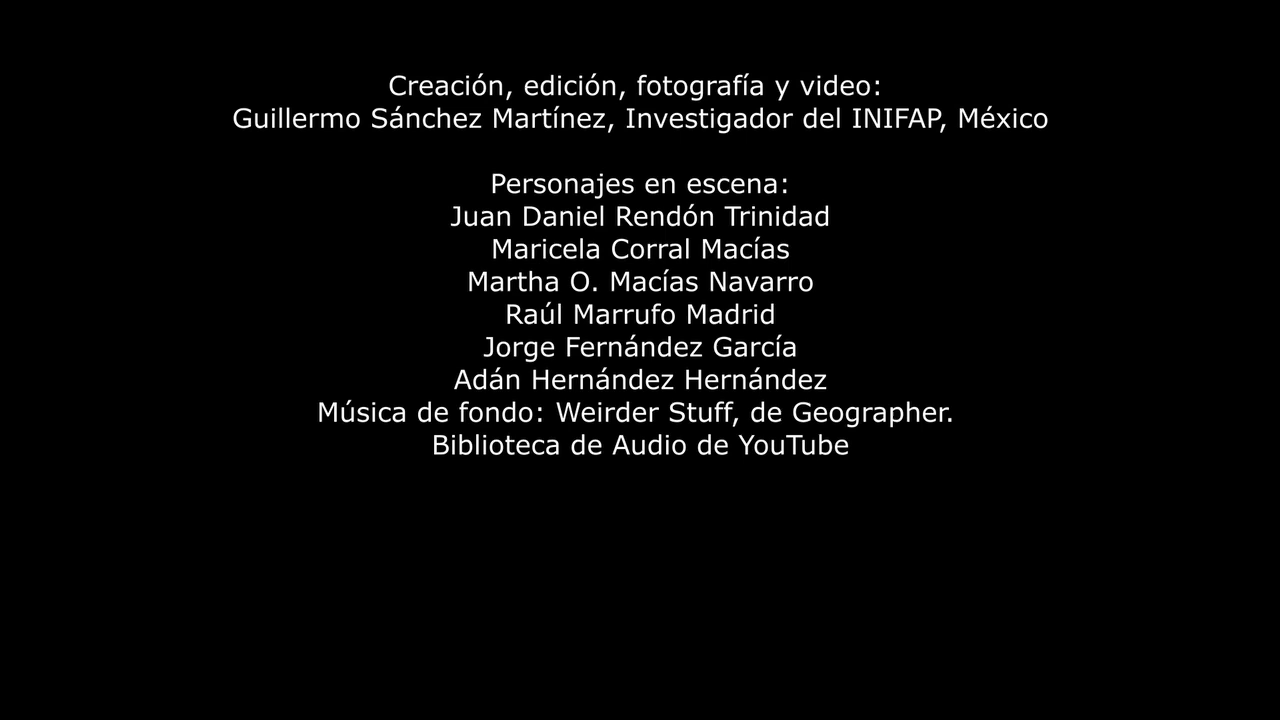 Creación, edición, fotografía y video:
Guillermo Sánchez Martínez, Investigador del INIFAP, México
Personajes en escena:
Juan Daniel Rendón Trinidad
Maricela Corral Macías
Martha O. Macías Navarro
Raúl Marrufo Madrid
Jorge Fernández García
Adán Hernández Hernández
Música de fondo: Weirder Stuff, de Geographer.
Biblioteca de Audio de YouTube